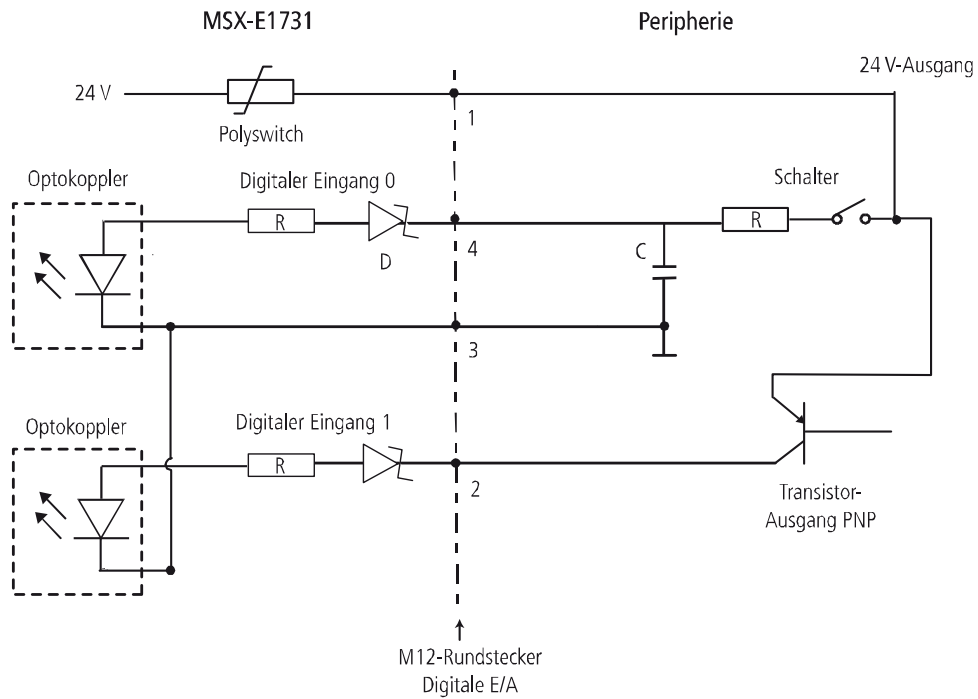 MSX-E1731
Peripherie
24 V-Ausgang
24 V
1
Polyswitch
Optokoppler
Digitaler Eingang 0
Schalter
R
R
4
D
C
3
Optokoppler
Digitaler Eingang 1
R
2
Transistor-
Ausgang PNP
M12-Rundstecker
Digitale E/A